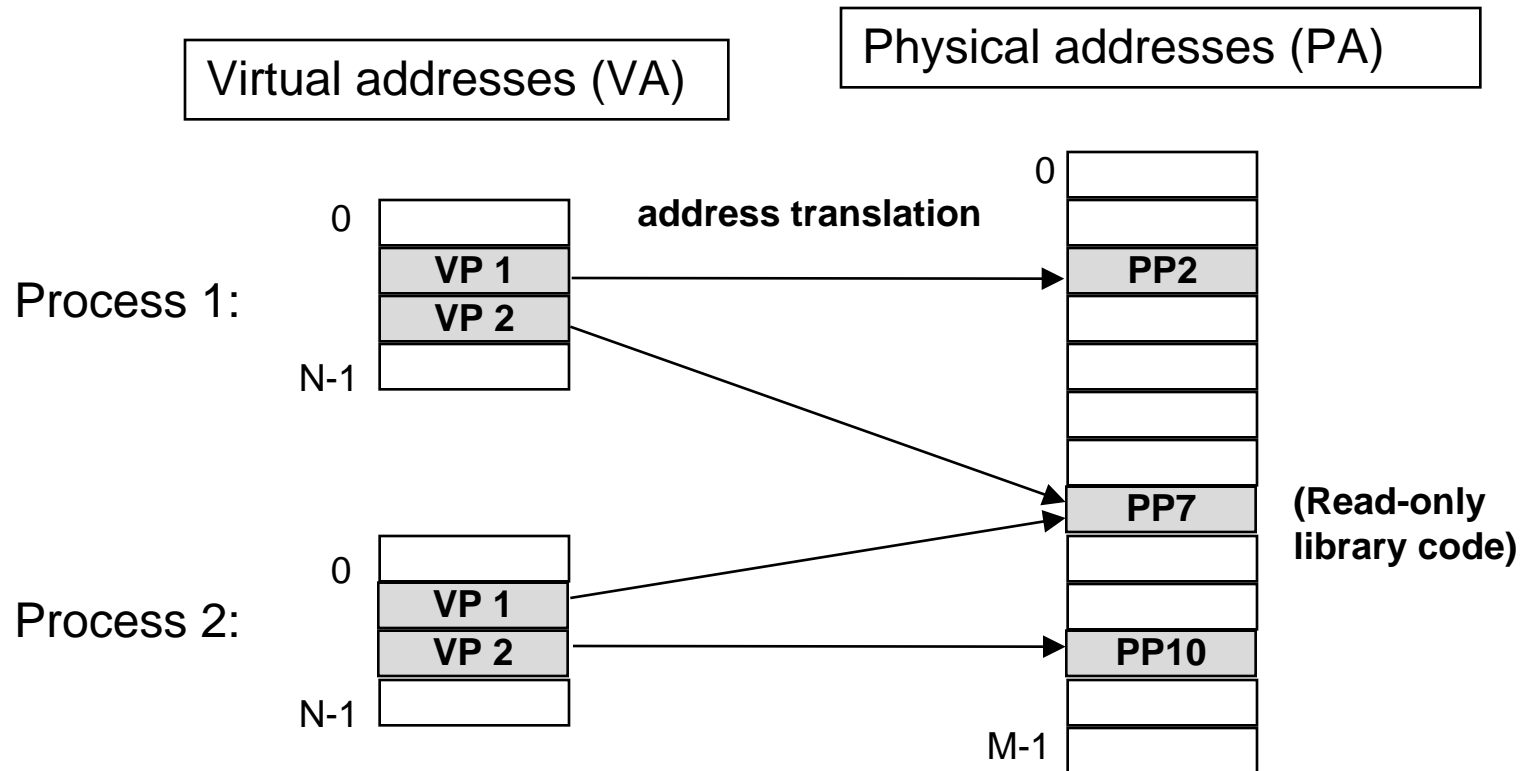 Virtual addresses (VA)
Physical addresses (PA)
0
address translation
0
VP 1
PP2
Process 1:
VP 2
N-1
PP7
(Read-only
library code)
0
VP 1
Process 2:
VP 2
PP10
N-1
M-1